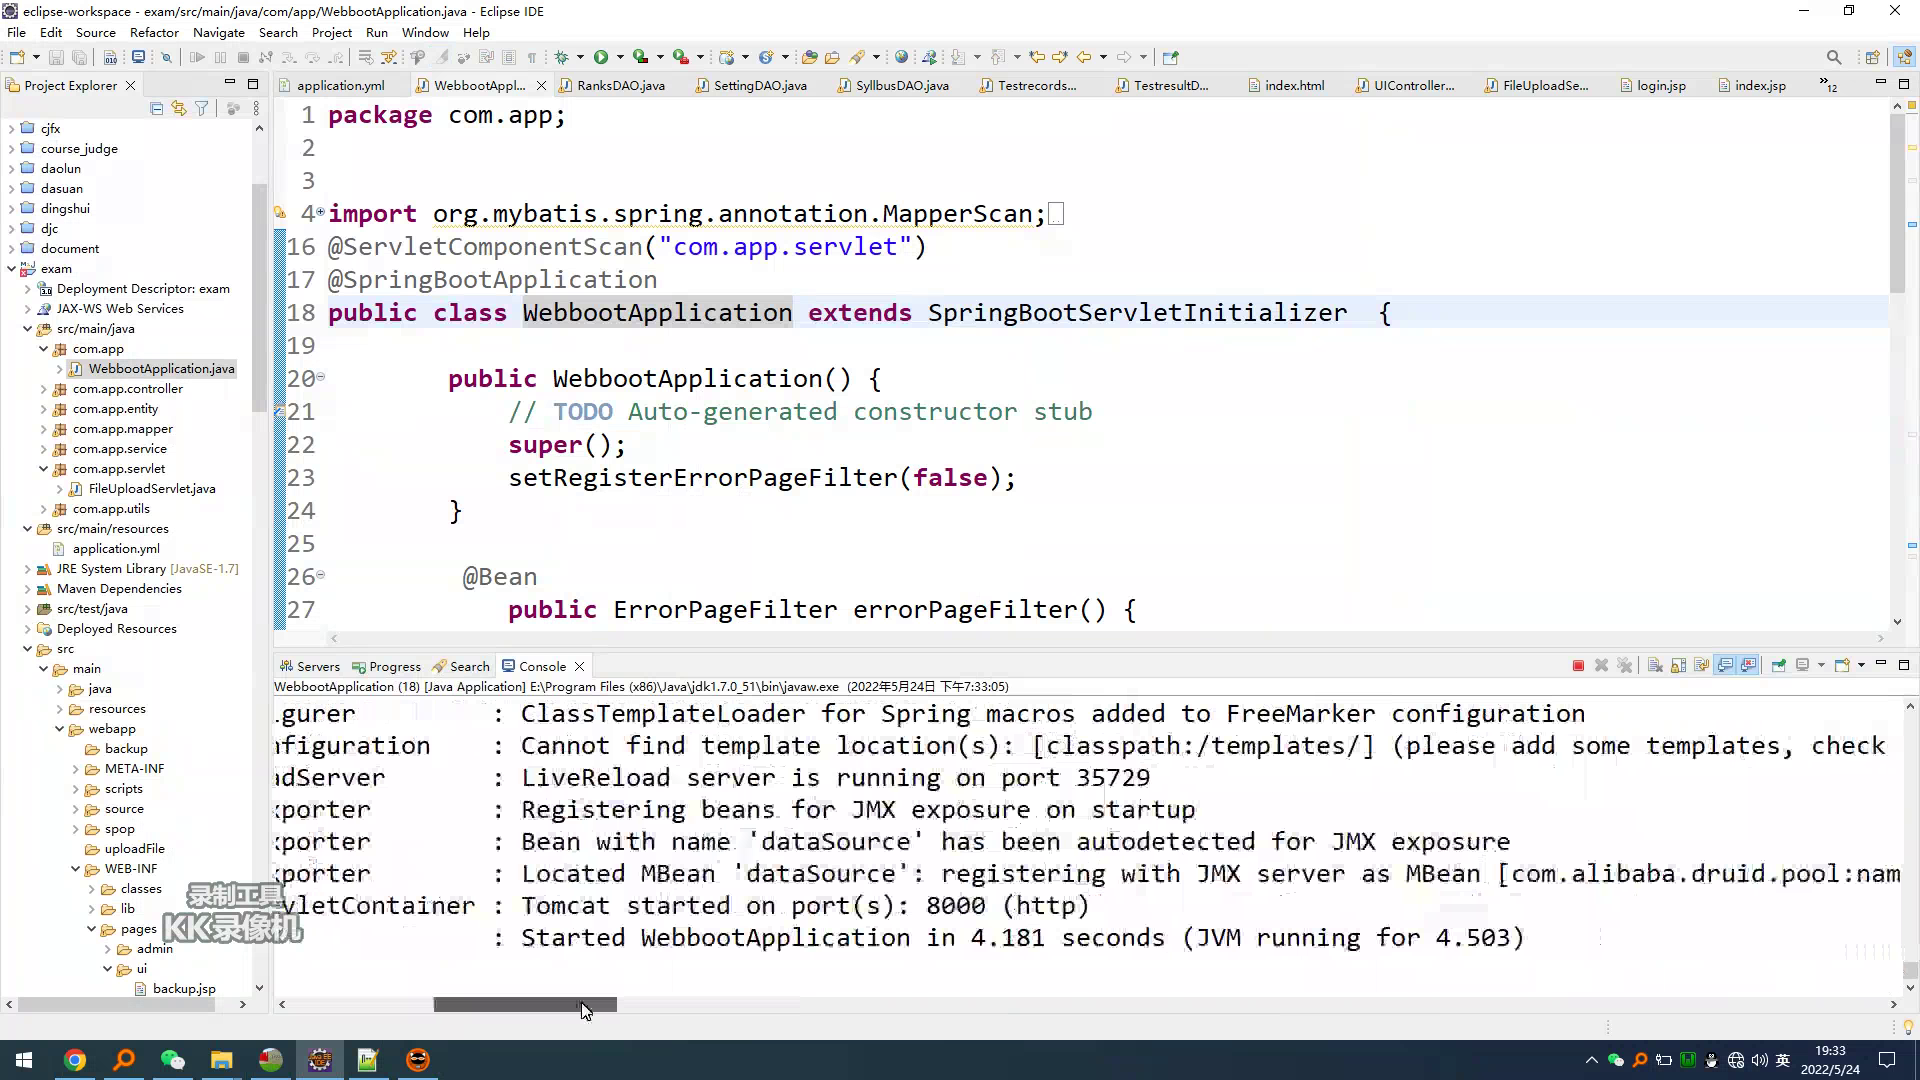 eclipse-workspace - exam/src/main/java/com/app/WebbootApplication.java - Eclipse IDE
File Edit Source Refactor Navigate Search Project Run Window Help
Project Explorer
application.yml
WebbootAppl...
RanksDAO.java
SettingDAO.java
SyllbusDAO.java
Testrecords...
TestresultD...
index.html
UIController...
FileUploadSe...
login.jsp
index.jsp
»12
cjfx
course_judge
daolun
dasuan
dingshui
djc
document
exam
Deployment Descriptor: exam
JAX-WS Web Services
src/main/java
com.app
WebbootApplication.java
com.app.controller
com.app.entity
com.app.mapper
com.app.service
com.app.servlet
FileUploadServlet.java
com.app.utils
src/main/resources
application.yml
JRE System Library [JavaSE-1.7]
Maven Dependencies
src/test/java
Deployed Resources
src
main
java
resources
webapp
backup
META-INF
scripts
source
spop
uploadFile
WEB-INF
classes
lib
pages
admin
ui
backup.jsp
录制工具
KK录像机
1 package com.app;
2
3
4 import org.mybatis.spring.annotation.MapperScan;
16 @ServletComponentScan("com.app.servlet")
17 @SpringBootApplication
18 public class WebbootApplication extends SpringBootServletInitializer {
19
20 public WebbootApplication() {
21 // TODO Auto-generated constructor stub
22 super();
23 setRegisterErrorPageFilter(false);
24 }
25
26 @Bean
27 public ErrorPageFilter errorPageFilter() {
Servers Progress Search Console
WebbootApplication (18) [Java Application] E:\Program Files (x86)\Java\jdk1.7.0_51\bin\javaw.exe (2022年5月24日 下午7:33:05)
.gurer : ClassTemplateLoader for Spring macros added to FreeMarker configuration
nfiguration : Cannot find template location(s): [classpath:/templates/] (please add some templates, check
adServer : LiveReload server is running on port 35729
xporter : Registering beans for JMX exposure on startup
xporter : Bean with name 'dataSource' has been autodetected for JMX exposure
xporter : Located MBean 'dataSource': registering with JMX server as MBean [com.alibaba.druid.pool:nam
vletContainer : Tomcat started on port(s): 8000 (http)
: Started WebbootApplication in 4.181 seconds (JVM running for 4.503)
英
19:33
2022/5/24